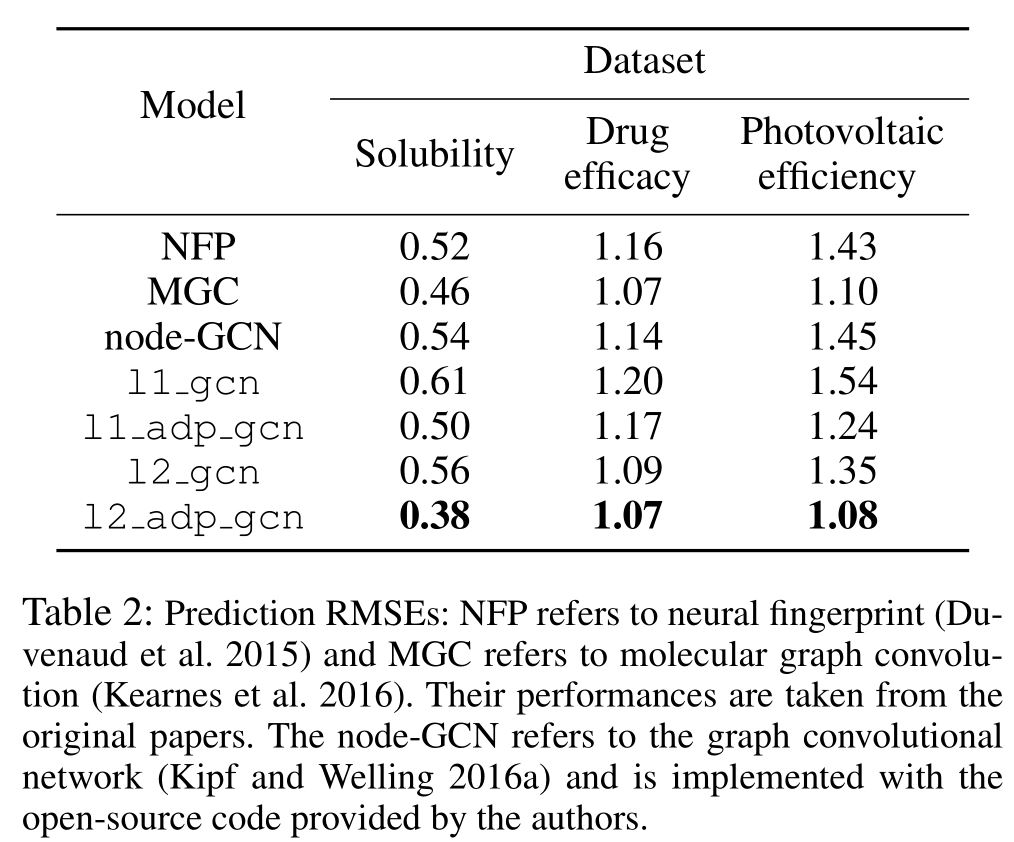 Dataset
Model
Solubility Drug efficacy Photovoltaic efficiency
NFP 0.52 1.16 1.43
MGC 0.46 1.07 1.10
node-GCN 0.54 1.14 1.45
l1_gcn 0.61 1.20 1.54
l1_adp_gcn 0.50 1.17 1.24
l2_gcn 0.56 1.09 1.35
l2_adp_gcn 0.38 1.07 1.08
Table 2: Prediction RMSEs: NFP refers to neural fingerprint (Du-
venaud et al. 2015) and MGC refers to molecular graph convolu-
tion (Kearnes et al. 2016). Their performances are taken from the
original papers. The node-GCN refers to the graph convolutional
network (Kipf and Welling 2016a) and is implemented with the
open-source code provided by the authors.